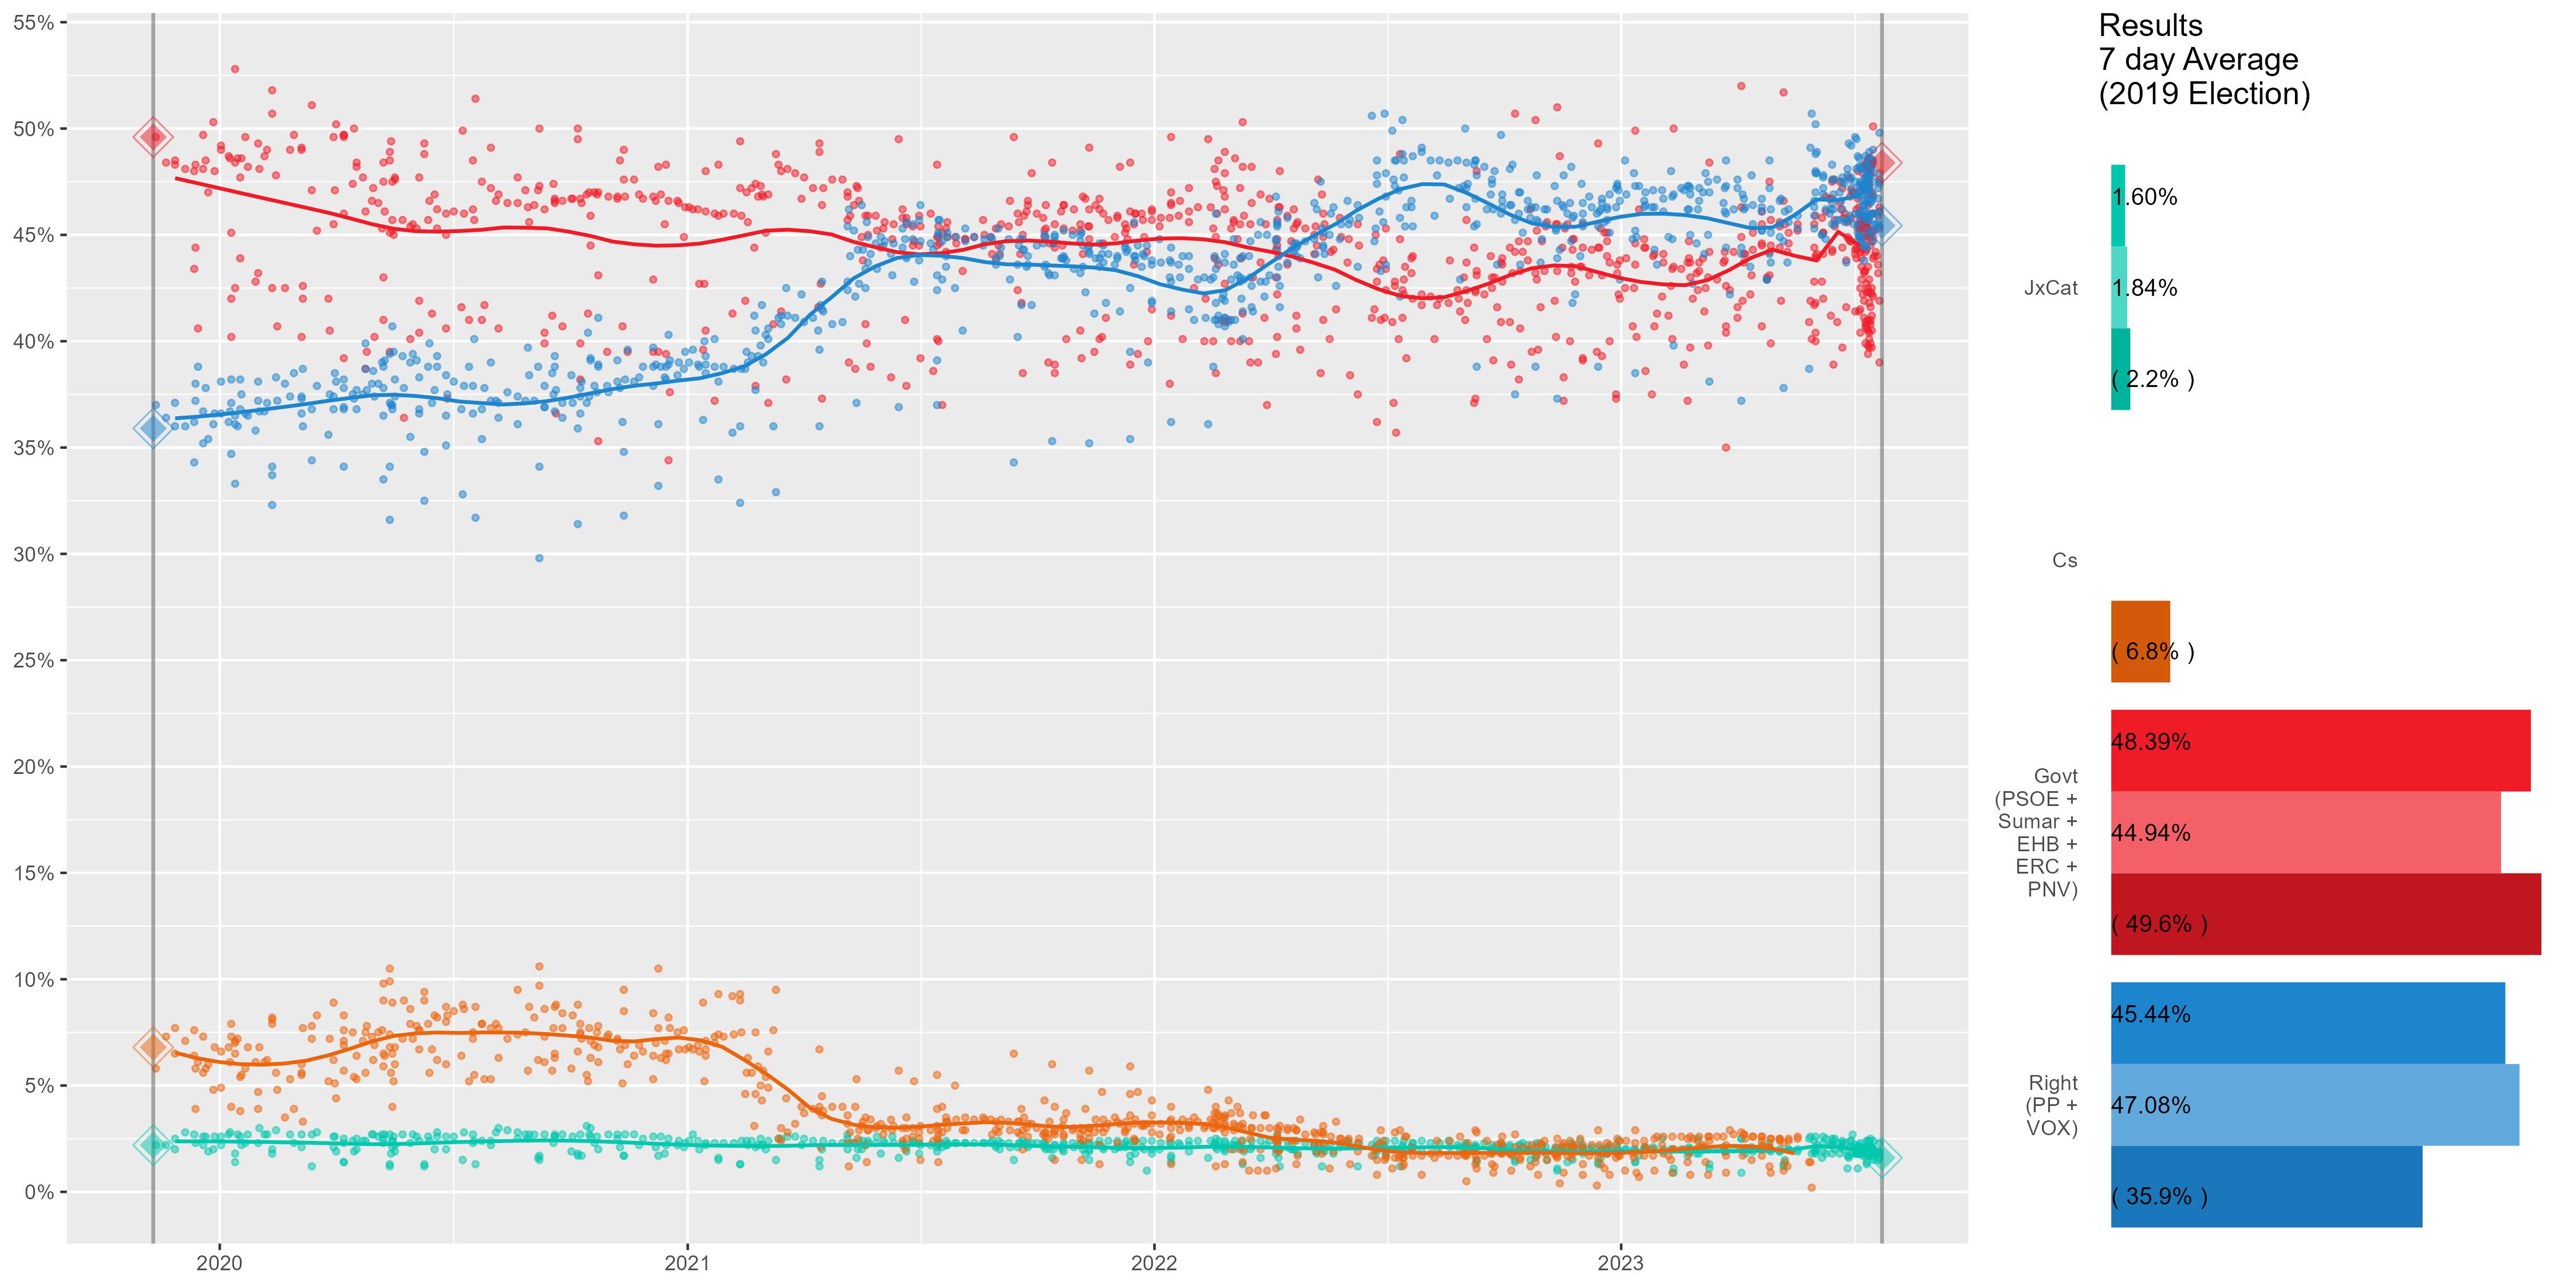 55%
50%
45%
40%
35%
30%
25%
20%
15%
10%
5%
0%
2020
2021
2022
2023
Results
7 day Average
(2019 Election)
JxCat
1.60%
1.84%
( 2.2% )
Cs
( 6.8% )
Govt
(PSOE +
Sumar +
EHB +
ERC +
PNV)
48.39%
44.94%
( 49.6% )
Right
(PP +
VOX)
45.44%
47.08%
( 35.9% )